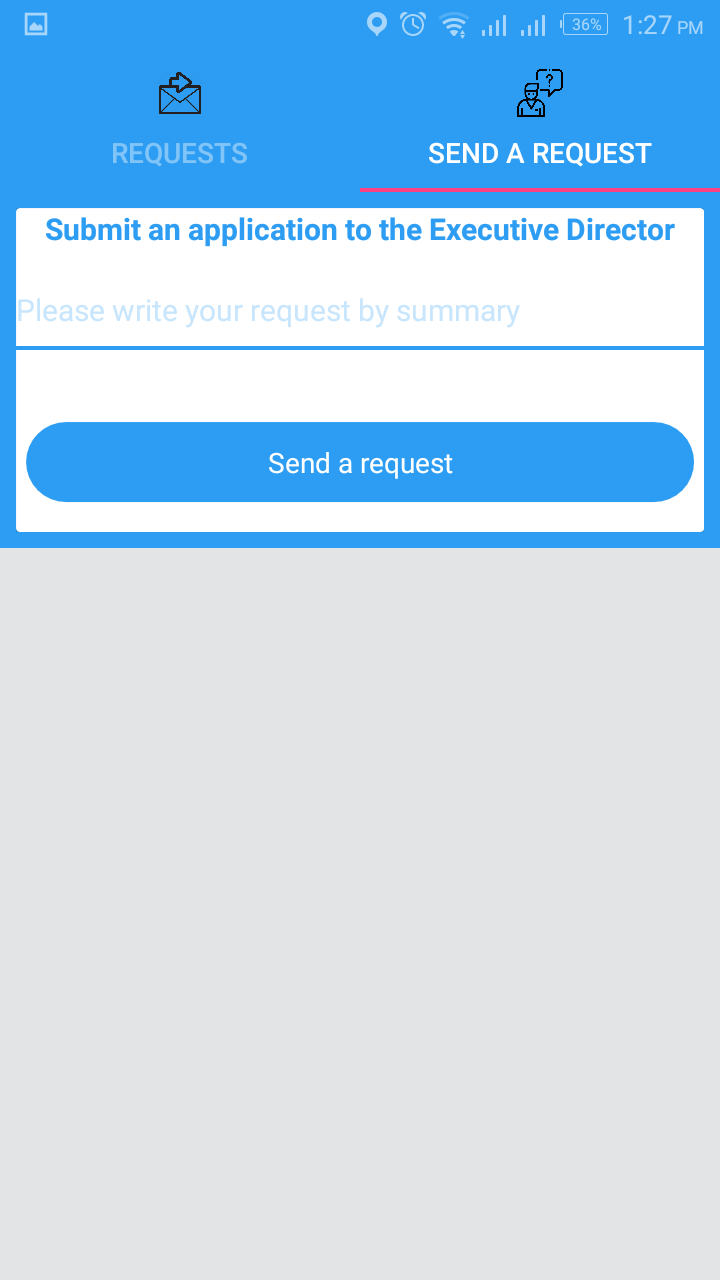 36%
1:27 PM
REQUESTS
SEND A REQUEST
Submit an application to the Executive Director
Please write your request by summary
Send a request